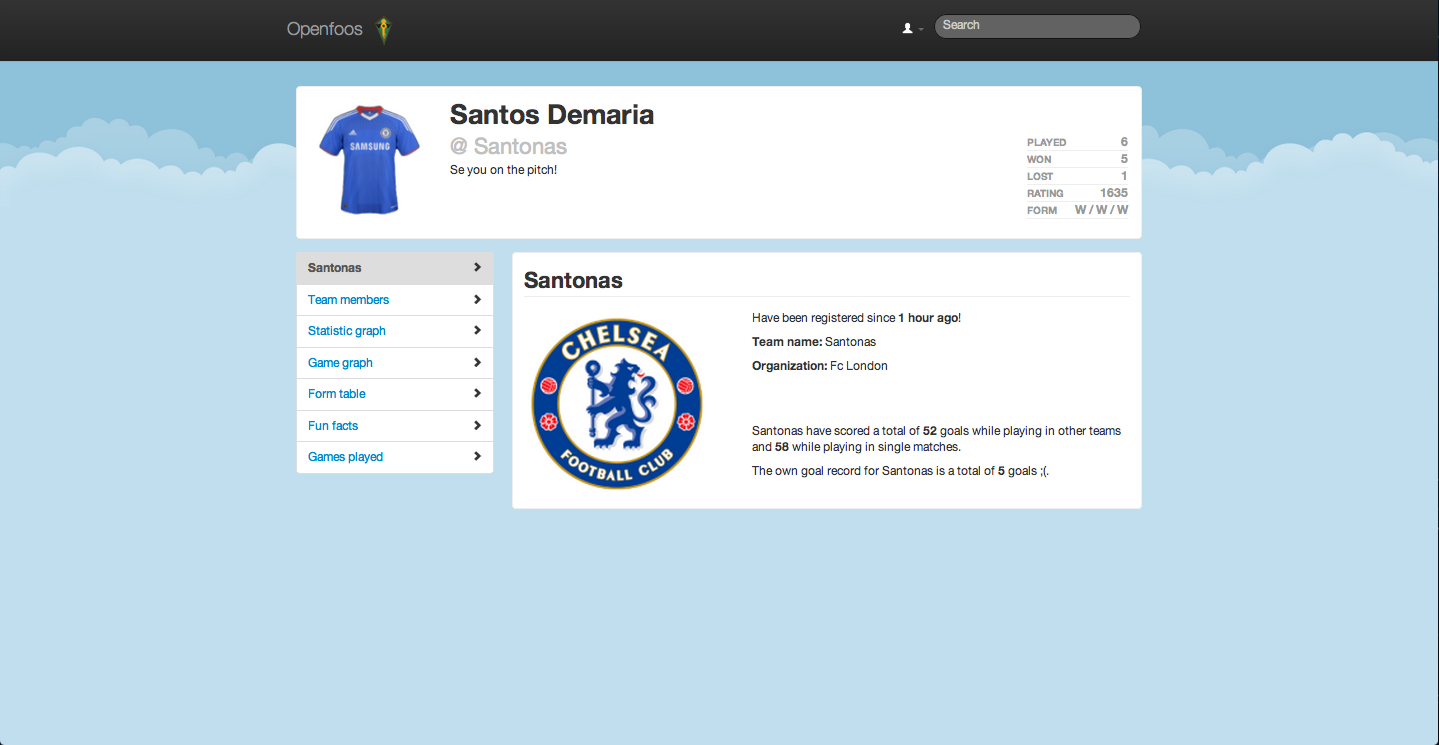 Openfoos
Search
SAMSUNG
Santos Demaria
@ Santonas
Se you on the pitch!
PLAYED 6
WON 5
LOST 1
RATING 1635
FORM W / W / W
Santonas
Team members
Statistic graph
Game graph
Form table
Fun facts
Games played
Santonas
CHELSEA
FOOTBALL CLUB
Have been registered since 1 hour ago!
Team name: Santonas
Organization: Fc London
Santonas have scored a total of 52 goals while playing in other teams
and 58 while playing in single matches.
The own goal record for Santonas is a total of 5 goals ;(.